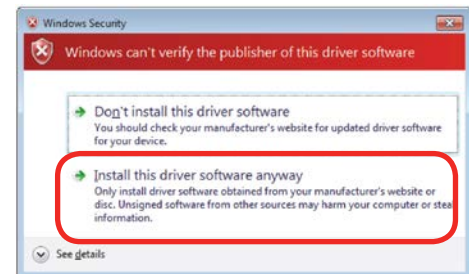 Windows Security
Windows can't verify the publisher of this driver software
Don't install this driver software
You should check your manufacturer's website for updated driver software
for your device.
Install this driver software anyway
Only install driver software obtained from your manufacturer's website or
disc. Unsigned software from other sources may harm your computer or steal
information.
See details